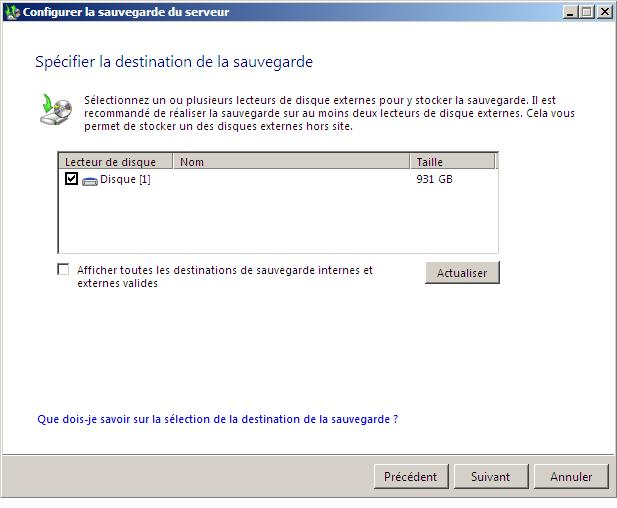 Configurer la sauvegarde du serveur
Spécifier la destination de la sauvegarde
Sélectionnez un ou plusieurs lecteurs de disque externes pour y stocker la sauvegarde. Il est
recommandé de réaliser la sauvegarde sur au moins deux lecteurs de disque externes. Cela vous
permet de stocker un des disques externes hors site.
Lecteur de disque Nom Taille
Disque [1] 931 GB
Afficher toutes les destinations de sauvegarde internes et
externes valides
Actualiser
Que dois-je savoir sur la sélection de la destination de la sauvegarde ?
Précédent Suivant Annuler